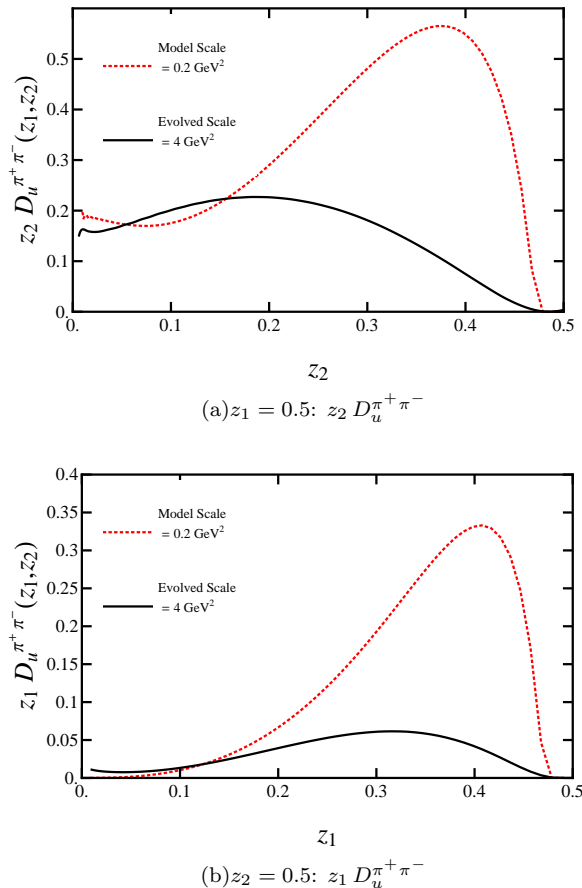 0.5
0.4
0.3
0.2
0.1
0.
z₂ D_u^{π⁺ π⁻}(z₁,z₂)
Model Scale
= 0.2 GeV²
Evolved Scale
= 4 GeV²
0. 0.1 0.2 0.3 0.4 0.5
z₂
(a)z₁ = 0.5: z₂ D_u^{π⁺ π⁻}
0.4
0.35
0.3
0.25
0.2
0.15
0.1
0.05
0.
z₁ D_u^{π⁺ π⁻}(z₁,z₂)
Model Scale
= 0.2 GeV²
Evolved Scale
= 4 GeV²
0. 0.1 0.2 0.3 0.4 0.5
z₁
(b)z₂ = 0.5: z₁ D_u^{π⁺ π⁻}